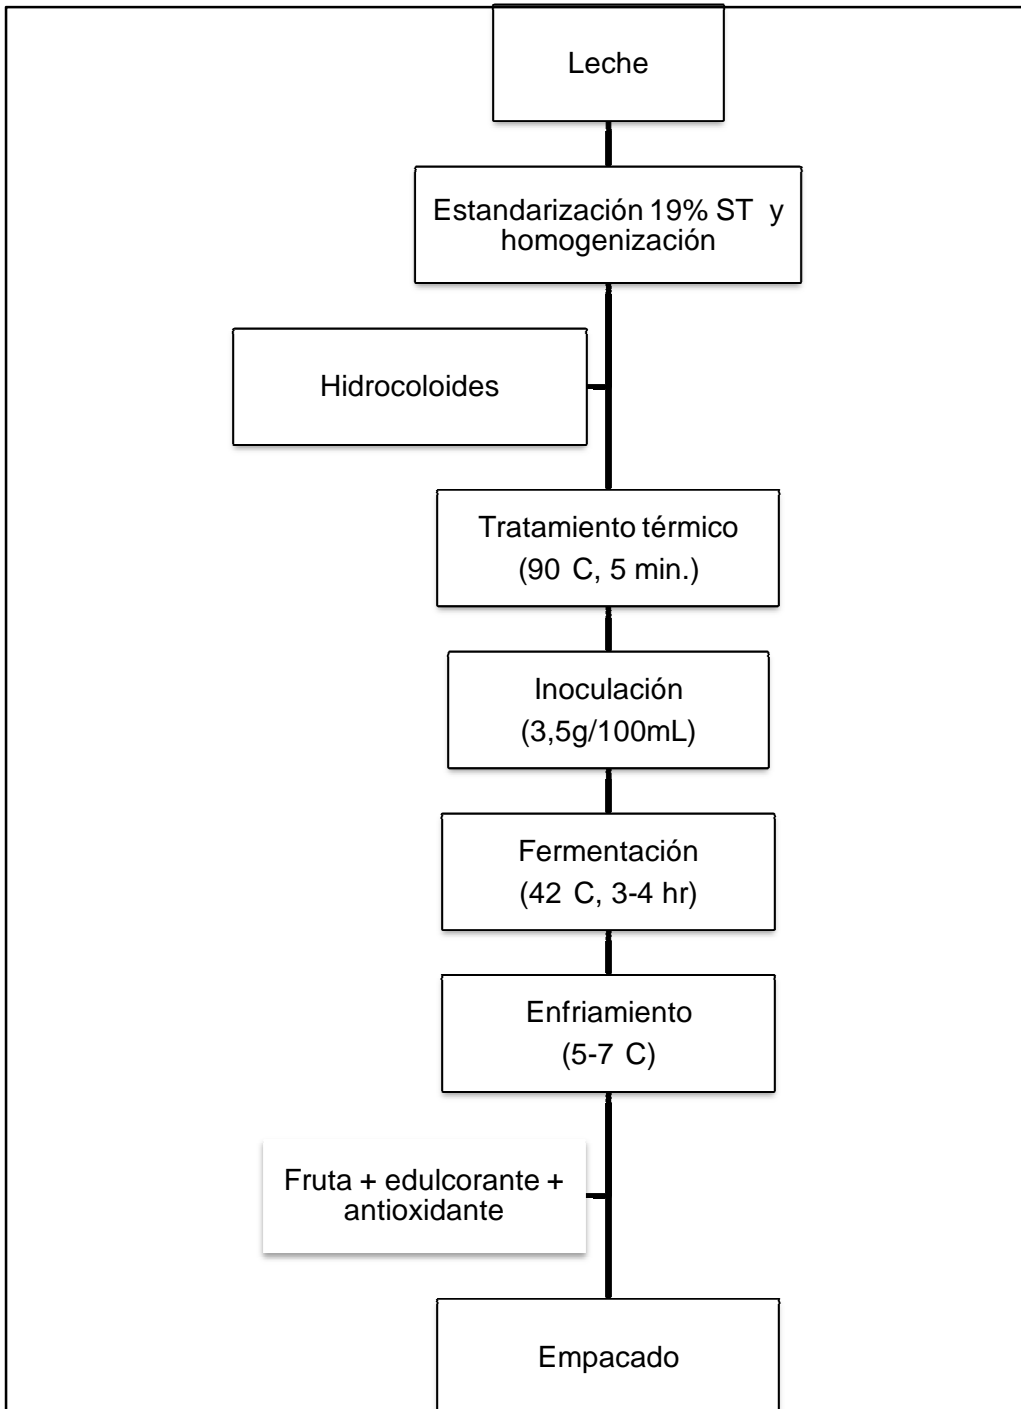 Leche
Estandarización 19% ST y
homogenización
Hidrocoloides
Tratamiento térmico
(90 C, 5 min.)
Inoculación
(3,5g/100mL)
Fermentación
(42 C, 3-4 hr)
Enfriamiento
(5-7 C)
Fruta + edulcorante +
antioxidante
Empacado